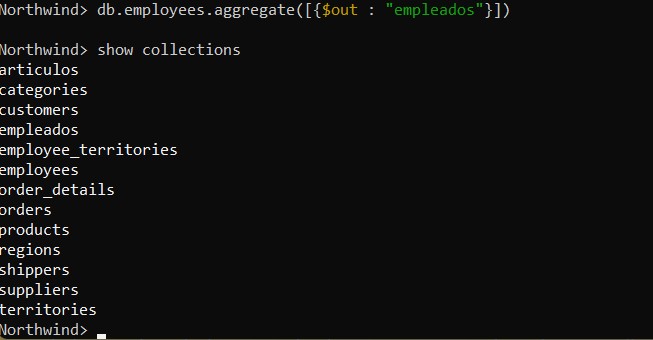 Northwind> db.employees.aggregate([{$out : "empleados"}])
Northwind> show collections
articulos
categories
customers
empleados
employee_territories
employees
order_details
orders
products
regions
shippers
suppliers
territories
Northwind>